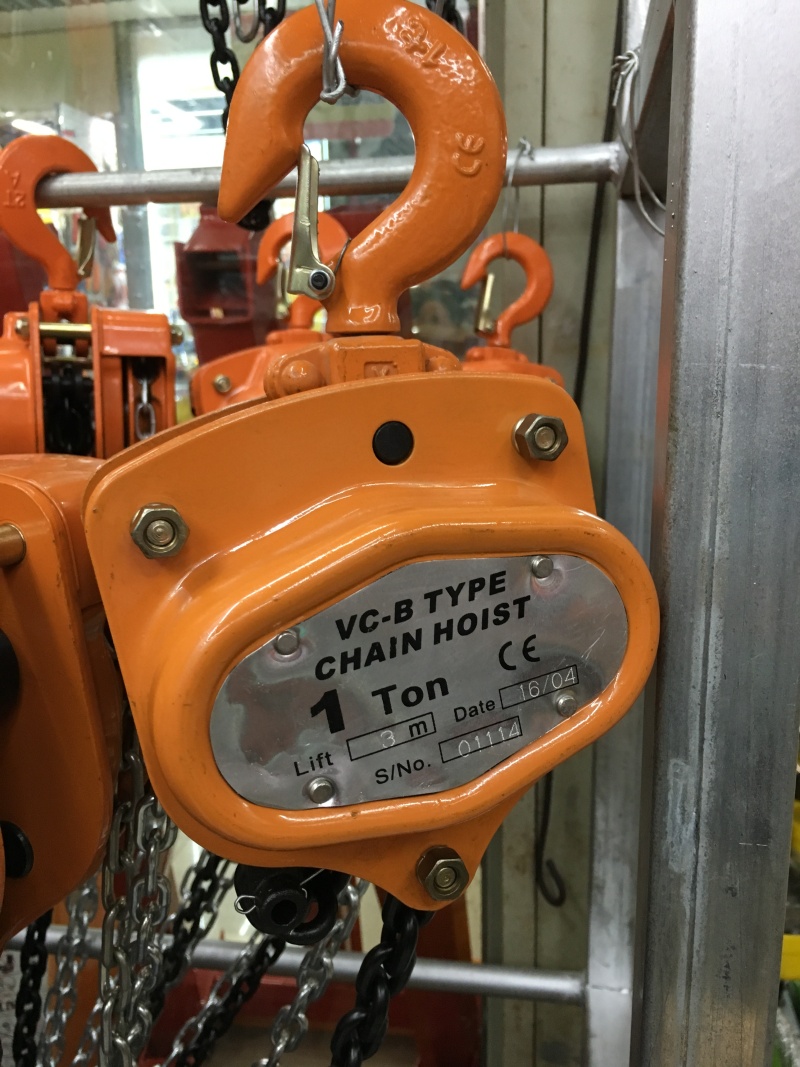 VC-B TYPE
CHAIN HOIST
CE
1 Ton
Date 16/04
Lift 3 m
S/No. 01114